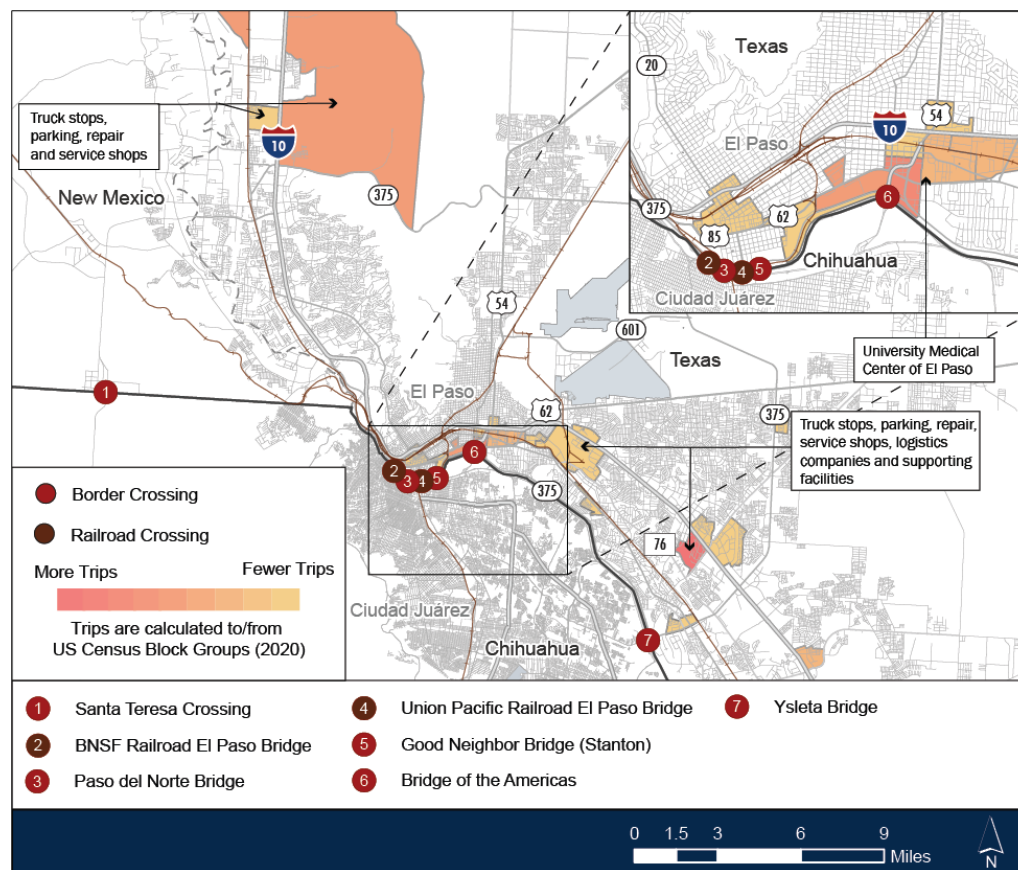 Truck stops,
parking, repair
and service shops
10
New Mexico
375
54
601
Texas
El Paso
62
375
1
2
3
4
5
6
375
76
7
Ciudad Juárez
Chihuahua
Texas
20
54
10
El Paso
375
62
85
6
2
3
4
5
Chihuahua
Ciudad Juárez
University Medical
Center of El Paso
Truck stops, parking, repair,
service shops, logistics
companies and supporting
facilities
Border Crossing
Railroad Crossing
More Trips
Fewer Trips
Trips are calculated to/from
US Census Block Groups (2020)
1 Santa Teresa Crossing
2 BNSF Railroad El Paso Bridge
3 Paso del Norte Bridge
4 Union Pacific Railroad El Paso Bridge
5 Good Neighbor Bridge (Stanton)
6 Bridge of the Americas
7 Ysleta Bridge
0 1.5 3 6 9
Miles
N